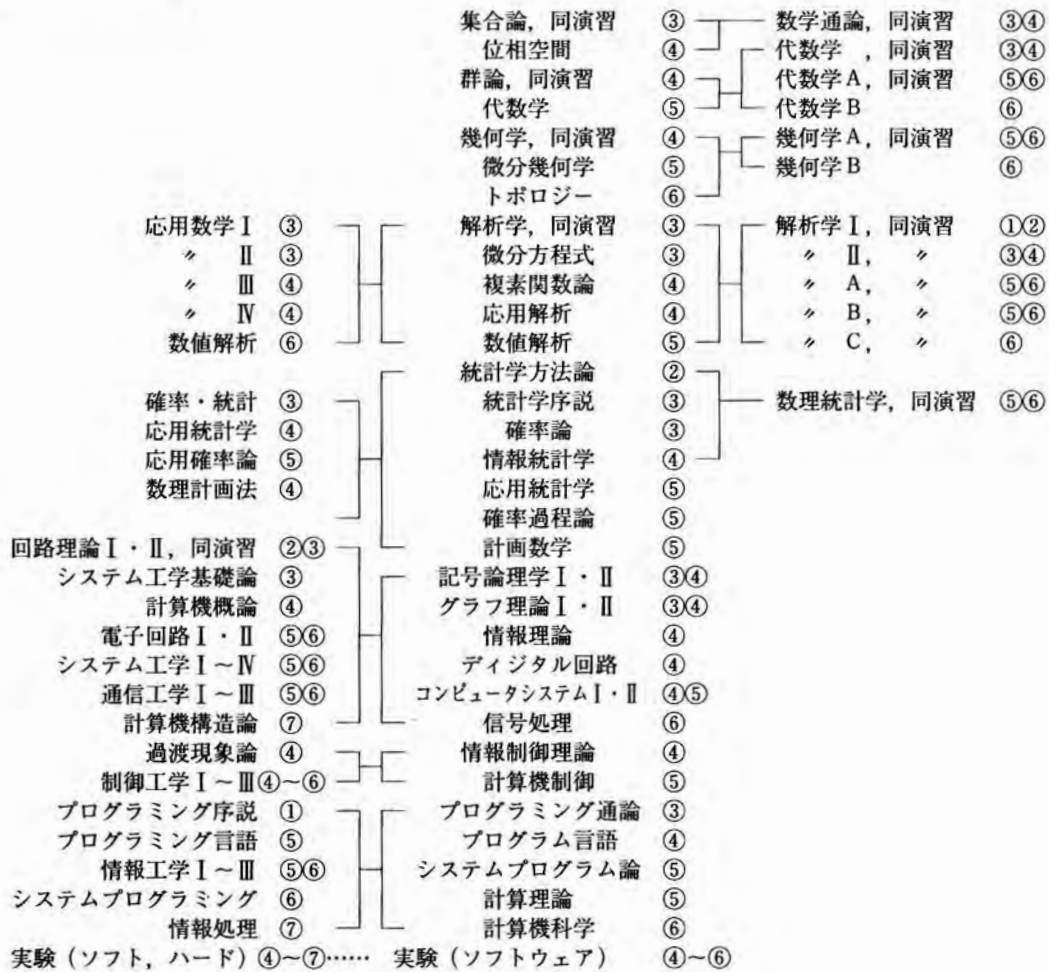 集合論，同演習 ③ 数学通論，同演習 ③④
位相空間 ④ 代数学 ，同演習 ③④
群論，同演習 ④ 代数学A，同演習 ⑤⑥
代数学 ⑤ 代数学B ⑥
幾何学，同演習 ④ 幾何学A，同演習 ⑤⑥
微分幾何学 ⑤ 幾何学B ⑥
トポロジー ⑥
応用数学Ⅰ ③ 解析学，同演習 ③ 解析学Ⅰ，同演習 ①②
〃 Ⅱ ③ 微分方程式 ③ 〃 Ⅱ， 〃 ③④
〃 Ⅲ ④ 複素関数論 ④ 〃 A， 〃 ⑤⑥
〃 Ⅳ ④ 応用解析 ④ 〃 B， 〃 ⑤⑥
数値解析 ⑥ 数値解析 ⑤ 〃 C， 〃 ⑥
統計学方法論 ②
確率・統計 ③ 統計学序説 ③ 数理統計学，同演習 ⑤⑥
応用統計学 ④ 確率論 ③
応用確率論 ⑤ 情報統計学 ④
数理計画法 ④ 応用統計学 ⑤
確率過程論 ⑤
回路理論Ⅰ・Ⅱ，同演習 ②③ 計画数学 ⑤
システム工学基礎論 ③ 記号論理学Ⅰ・Ⅱ ③④
計算機概論 ④ グラフ理論Ⅰ・Ⅱ ③④
電子回路Ⅰ・Ⅱ ⑤⑥ 情報理論 ④
システム工学Ⅰ～Ⅳ ⑤⑥ ディジタル回路 ④
通信工学Ⅰ～Ⅲ ⑤⑥ コンピュータシステムⅠ・Ⅱ ④⑤
計算機構造論 ⑦ 信号処理 ⑥
過渡現象論 ④ 情報制御理論 ④
制御工学Ⅰ～Ⅲ④～⑥ 計算機制御 ⑤
プログラミング序説 ① プログラミング通論 ③
プログラミング言語 ⑤ プログラム言語 ④
情報工学Ⅰ～Ⅲ ⑤⑥ システムプログラム論 ⑤
システムプログラミング ⑥ 計算理論 ⑤
情報処理 ⑦ 計算機科学 ⑥
実験（ソフト，ハード）④～⑦…… 実験（ソフトウェア） ④～⑥